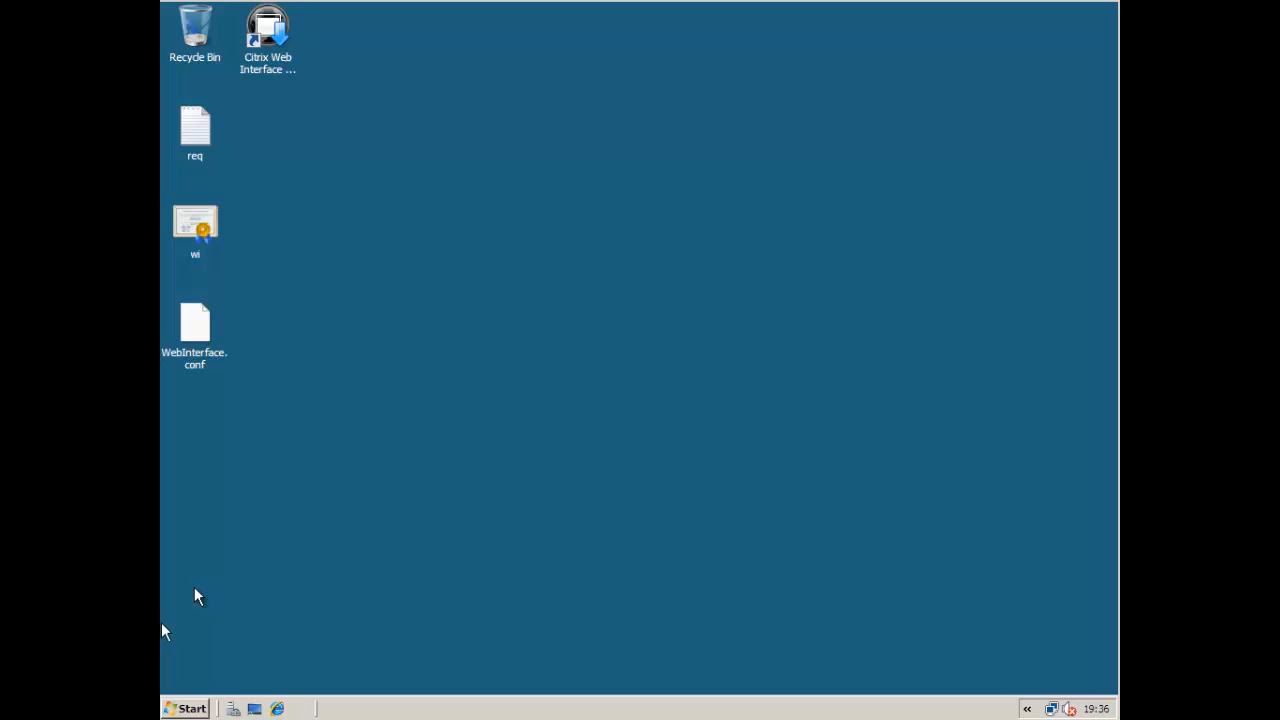 Recycle Bin
Citrix Web
Interface ...
req
wi
WebInterface.
conf
Start
«
19:36